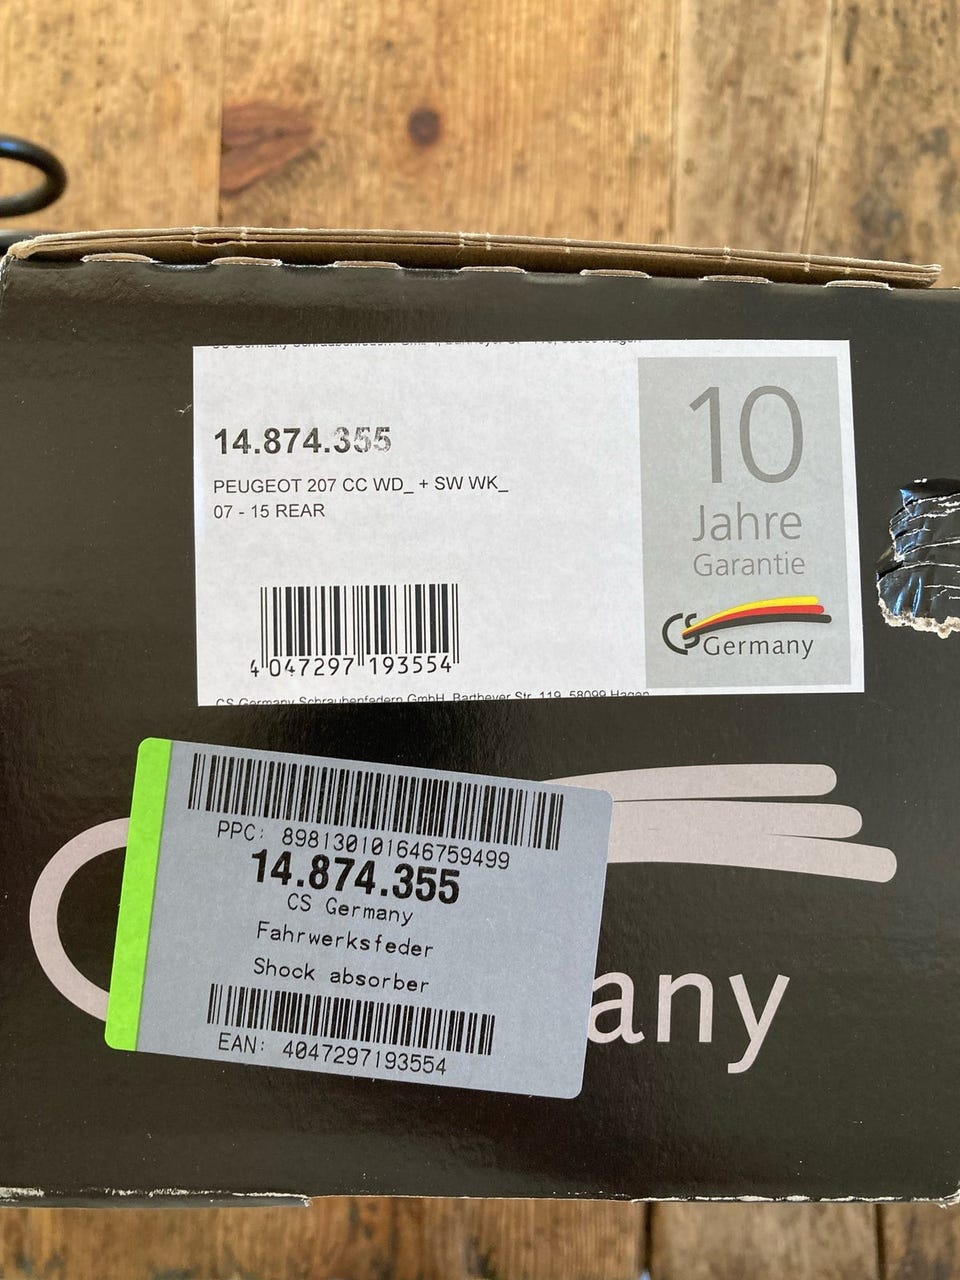 14.874.355
PEUGEOT 207 CC WD_ + SW WK_
07 - 15 REAR
4 047297 193554
CS Germany Schraubenfedern GmbH, Bartheyer Str. 119, 58099 Hagen
10
Jahre
Garantie
CS Germany
PPC: 898130101646759499
14.874.355
CS Germany
Fahrwerksfeder
Shock absorber
EAN: 4047297193554
any